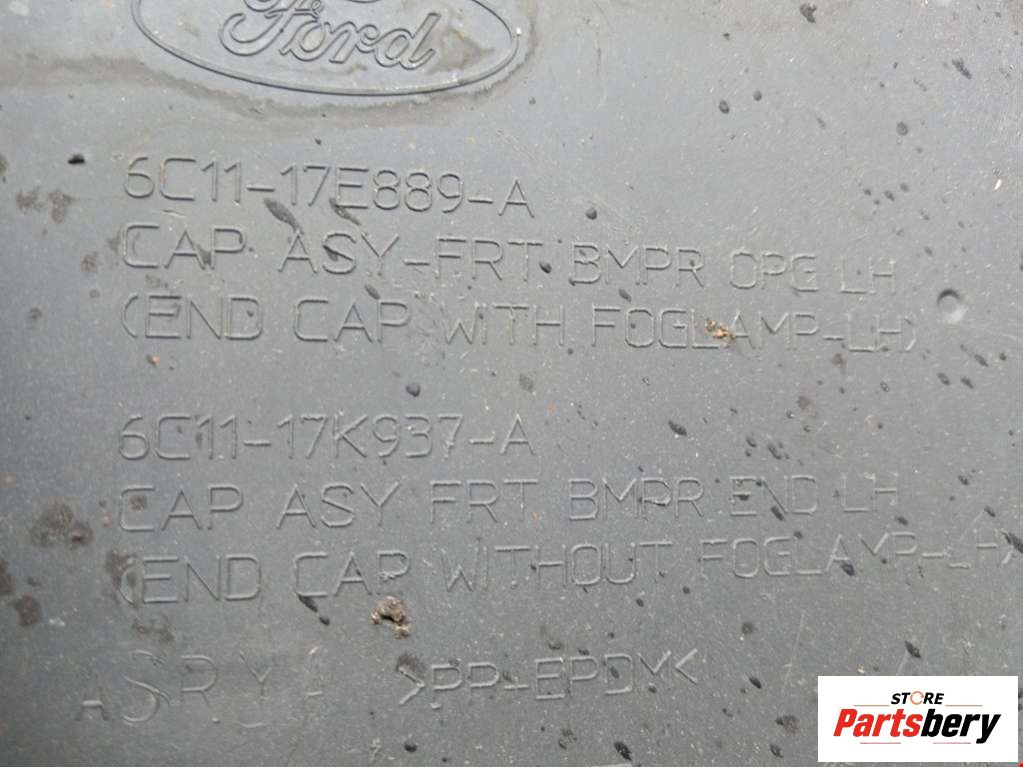 Ford
6C11-17E889-A
CAP ASY-FRT BMPR OPG LH
(END CAP WITH FOGLAMP-LH)
6C11-17K937-A
CAP ASY FRT BMPR END LH
(END CAP WITHOUT FOGLAMP-LH)
>PP-EPDM<
STORE
Partsbery